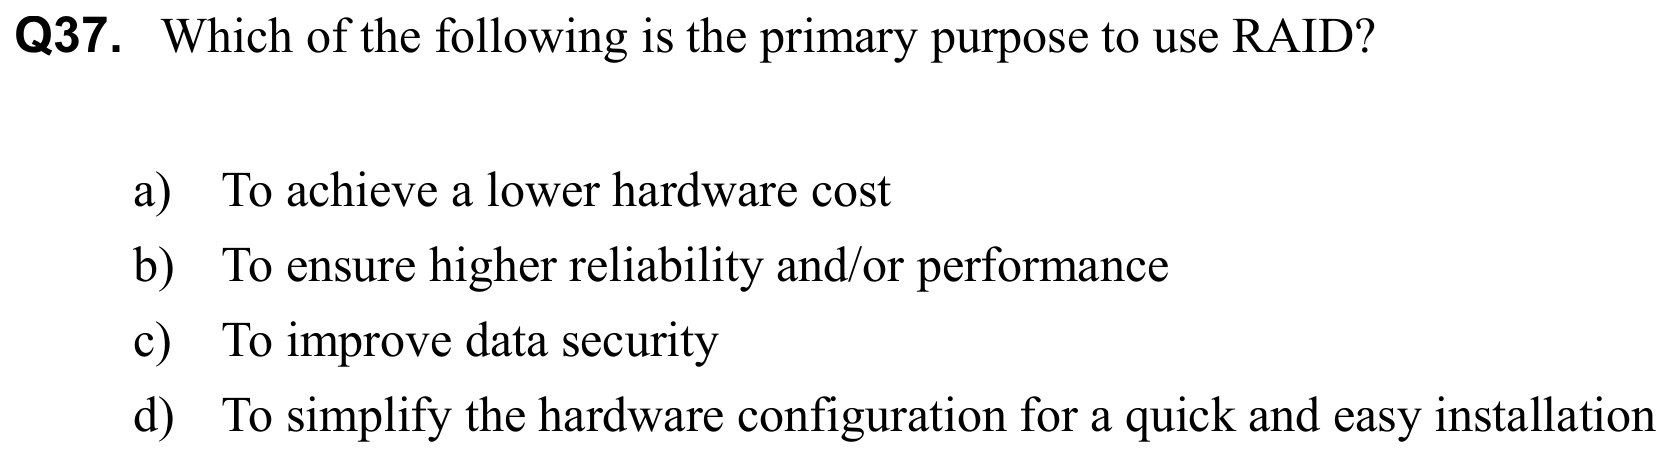 Q37. Which of the following is the primary purpose to use RAID?
a) To achieve a lower hardware cost
b) To ensure higher reliability and/or performance
c) To improve data security
d) To simplify the hardware configuration for a quick and easy installation